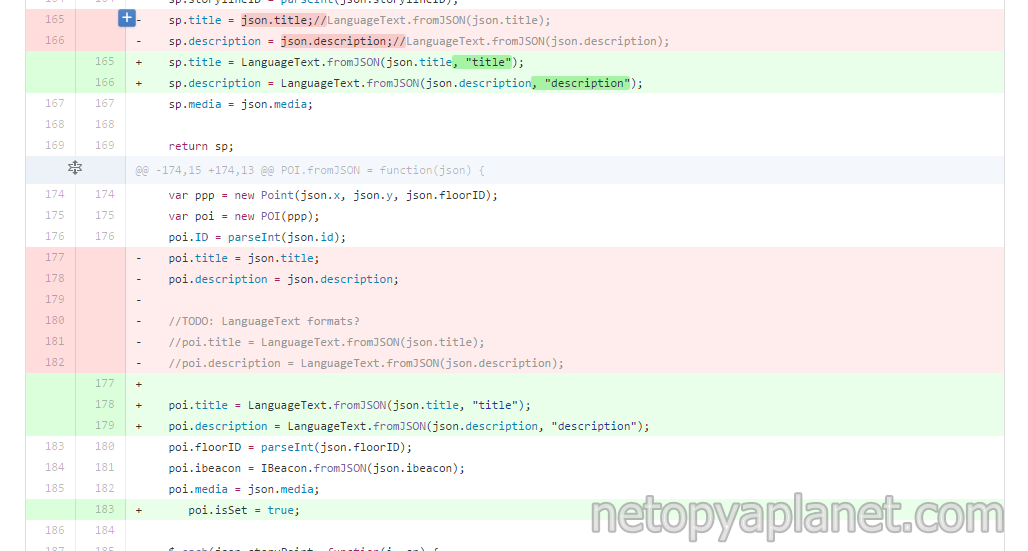 165 - sp.title = json.title;//LanguageText.fromJSON(json.title);
166 - sp.description = json.description;//LanguageText.fromJSON(json.description);
165 + sp.title = LanguageText.fromJSON(json.title, "title");
166 + sp.description = LanguageText.fromJSON(json.description, "description");
167 167 sp.media = json.media;
168 168
169 169 return sp;
@@ -174,15 +174,13 @@ POI.fromJSON = function(json) {
174 174 var ppp = new Point(json.x, json.y, json.floorID);
175 175 var poi = new POI(ppp);
176 176 poi.ID = parseInt(json.id);
177 - poi.title = json.title;
178 - poi.description = json.description;
179 -
180 - //TODO: LanguageText formats?
181 - //poi.title = LanguageText.fromJSON(json.title);
182 - //poi.description = LanguageText.fromJSON(json.description);
177 +
178 + poi.title = LanguageText.fromJSON(json.title, "title");
179 + poi.description = LanguageText.fromJSON(json.description, "description");
183 180 poi.floorID = parseInt(json.floorID);
184 181 poi.ibeacon = IBeacon.fromJSON(json.ibeacon);
185 182 poi.media = json.media;
183 + poi.isSet = true;
186 184
netopyaplanet.com